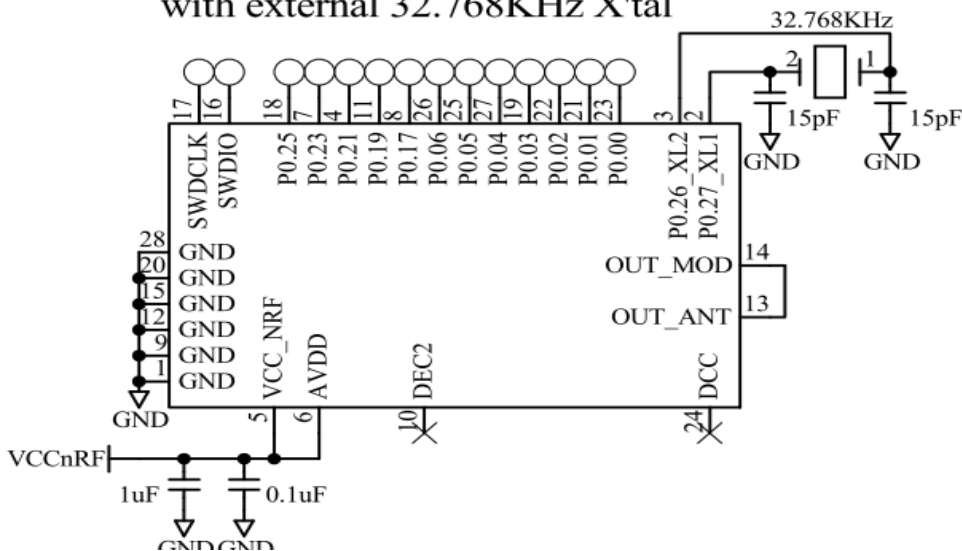 with external 32.768KHz X'tal
32.768KHz
2
1
15pF
15pF
GND
GND
17
16
18
7
4
11
8
26
25
27
19
22
21
23
3
2
SWDCLK
SWDIO
P0.25
P0.23
P0.21
P0.19
P0.17
P0.06
P0.05
P0.04
P0.03
P0.02
P0.01
P0.00
P0.26_XL2
P0.27_XL1
28 GND
20 GND
15 GND
12 GND
9 GND
1 GND
GND
OUT_MOD 14
OUT_ANT 13
VCC_NRF
AVDD
DEC2
DCC
5
6
10
24
VCCnRF
1uF
0.1uF
GND
GND